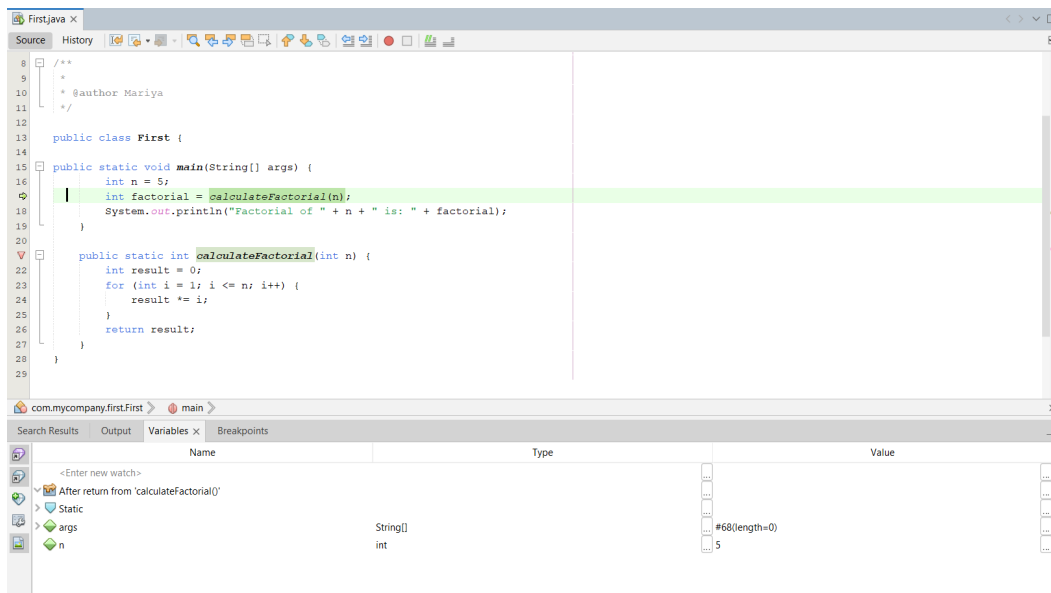 First.java ×
Source History
8 /**
9 *
10 * @author Mariya
11 */
12
13 public class First {
14
15 public static void main(String[] args) {
16 int n = 5;
int factorial = calculateFactorial(n);
18 System.out.println("Factorial of " + n + " is: " + factorial);
19 }
20
public static int calculateFactorial(int n) {
22 int result = 0;
23 for (int i = 1; i <= n; i++) {
24 result *= i;
25 }
26 return result;
27 }
28 }
29
com.mycompany.first.First main
Search Results Output Variables × Breakpoints
Name Type Value
<Enter new watch> ...
After return from 'calculateFactorial()' ... ...
Static ... ...
args String[] ... #68(length=0) ...
n int ... 5 ...